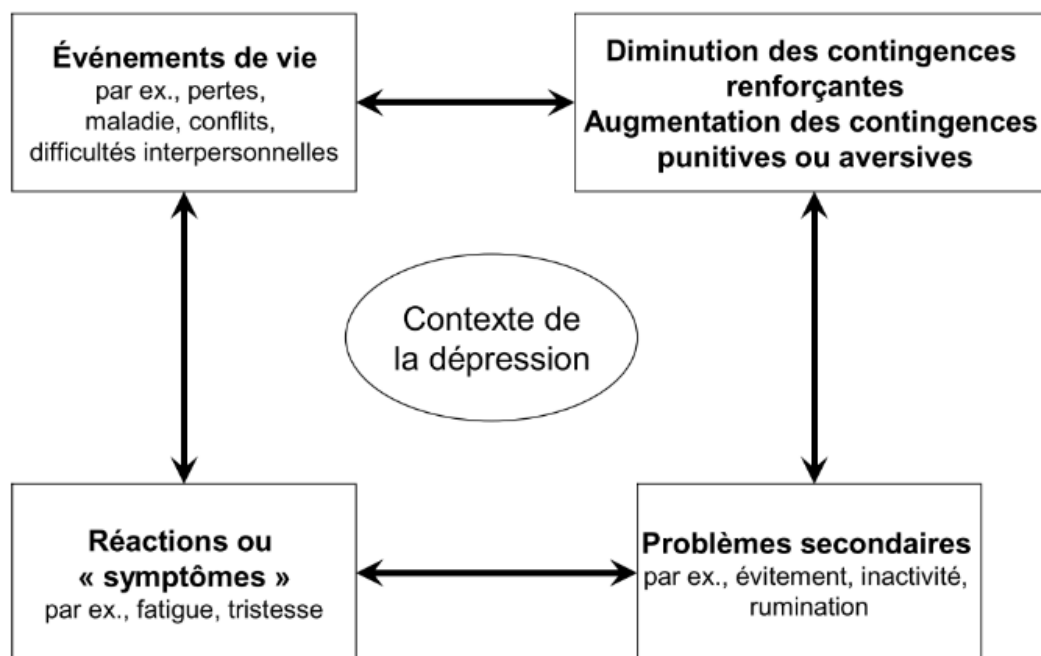 Événements de vie
par ex., pertes,
maladie, conflits,
difficultés interpersonnelles
Diminution des contingences
renforçantes
Augmentation des contingences
punitives ou aversives
Contexte de
la dépression
Réactions ou
« symptômes »
par ex., fatigue, tristesse
Problèmes secondaires
par ex., évitement, inactivité,
rumination